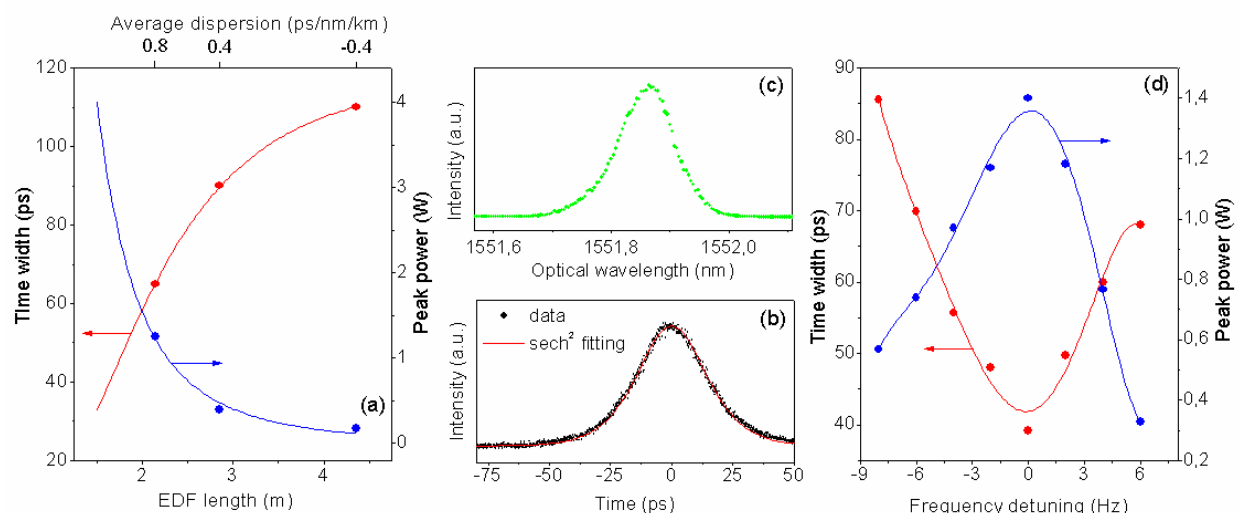 Average dispersion (ps/nm/km)
0.8 0.4 -0.4
120
100
80
60
40
20
Time width (ps)
2 3 4
EDF length (m)
4
3
2
1
0
Peak power (W)
(a)
(c)
Intensity (a.u.)
1551,6 1551,8 1552,0
Optical wavelength (nm)
(b)
data
sech² fitting
Intensity (a.u.)
-75 -50 -25 0 25 50
Time (ps)
(d)
90
80
70
60
50
40
Time width (ps)
-9 -6 -3 0 3 6
Frequency detuning (Hz)
1,4
1,2
1,0
0,8
0,6
0,4
0,2
Peak power (W)